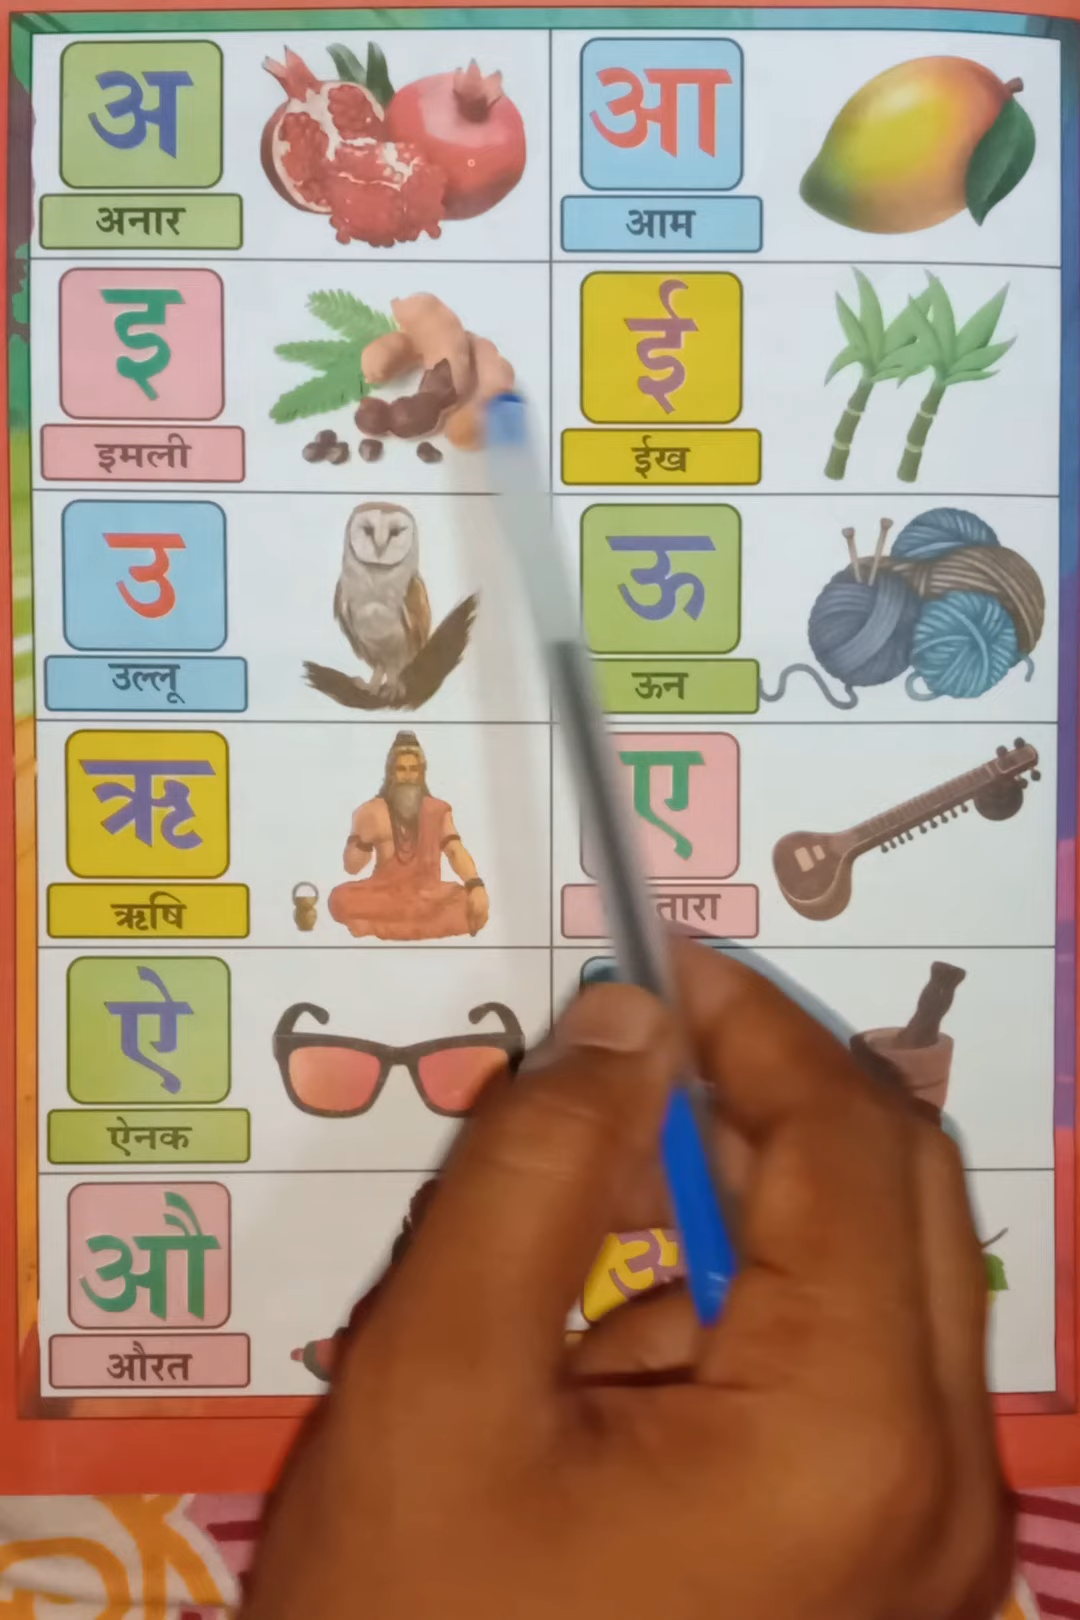 अ
आ
अनार
आम
इ
ई
इमली
ईख
उ
ऊ
उल्लू
ऊन
ऋ
ए
ऋषि
तारा
ऐ
ऐनक
औ
औरत